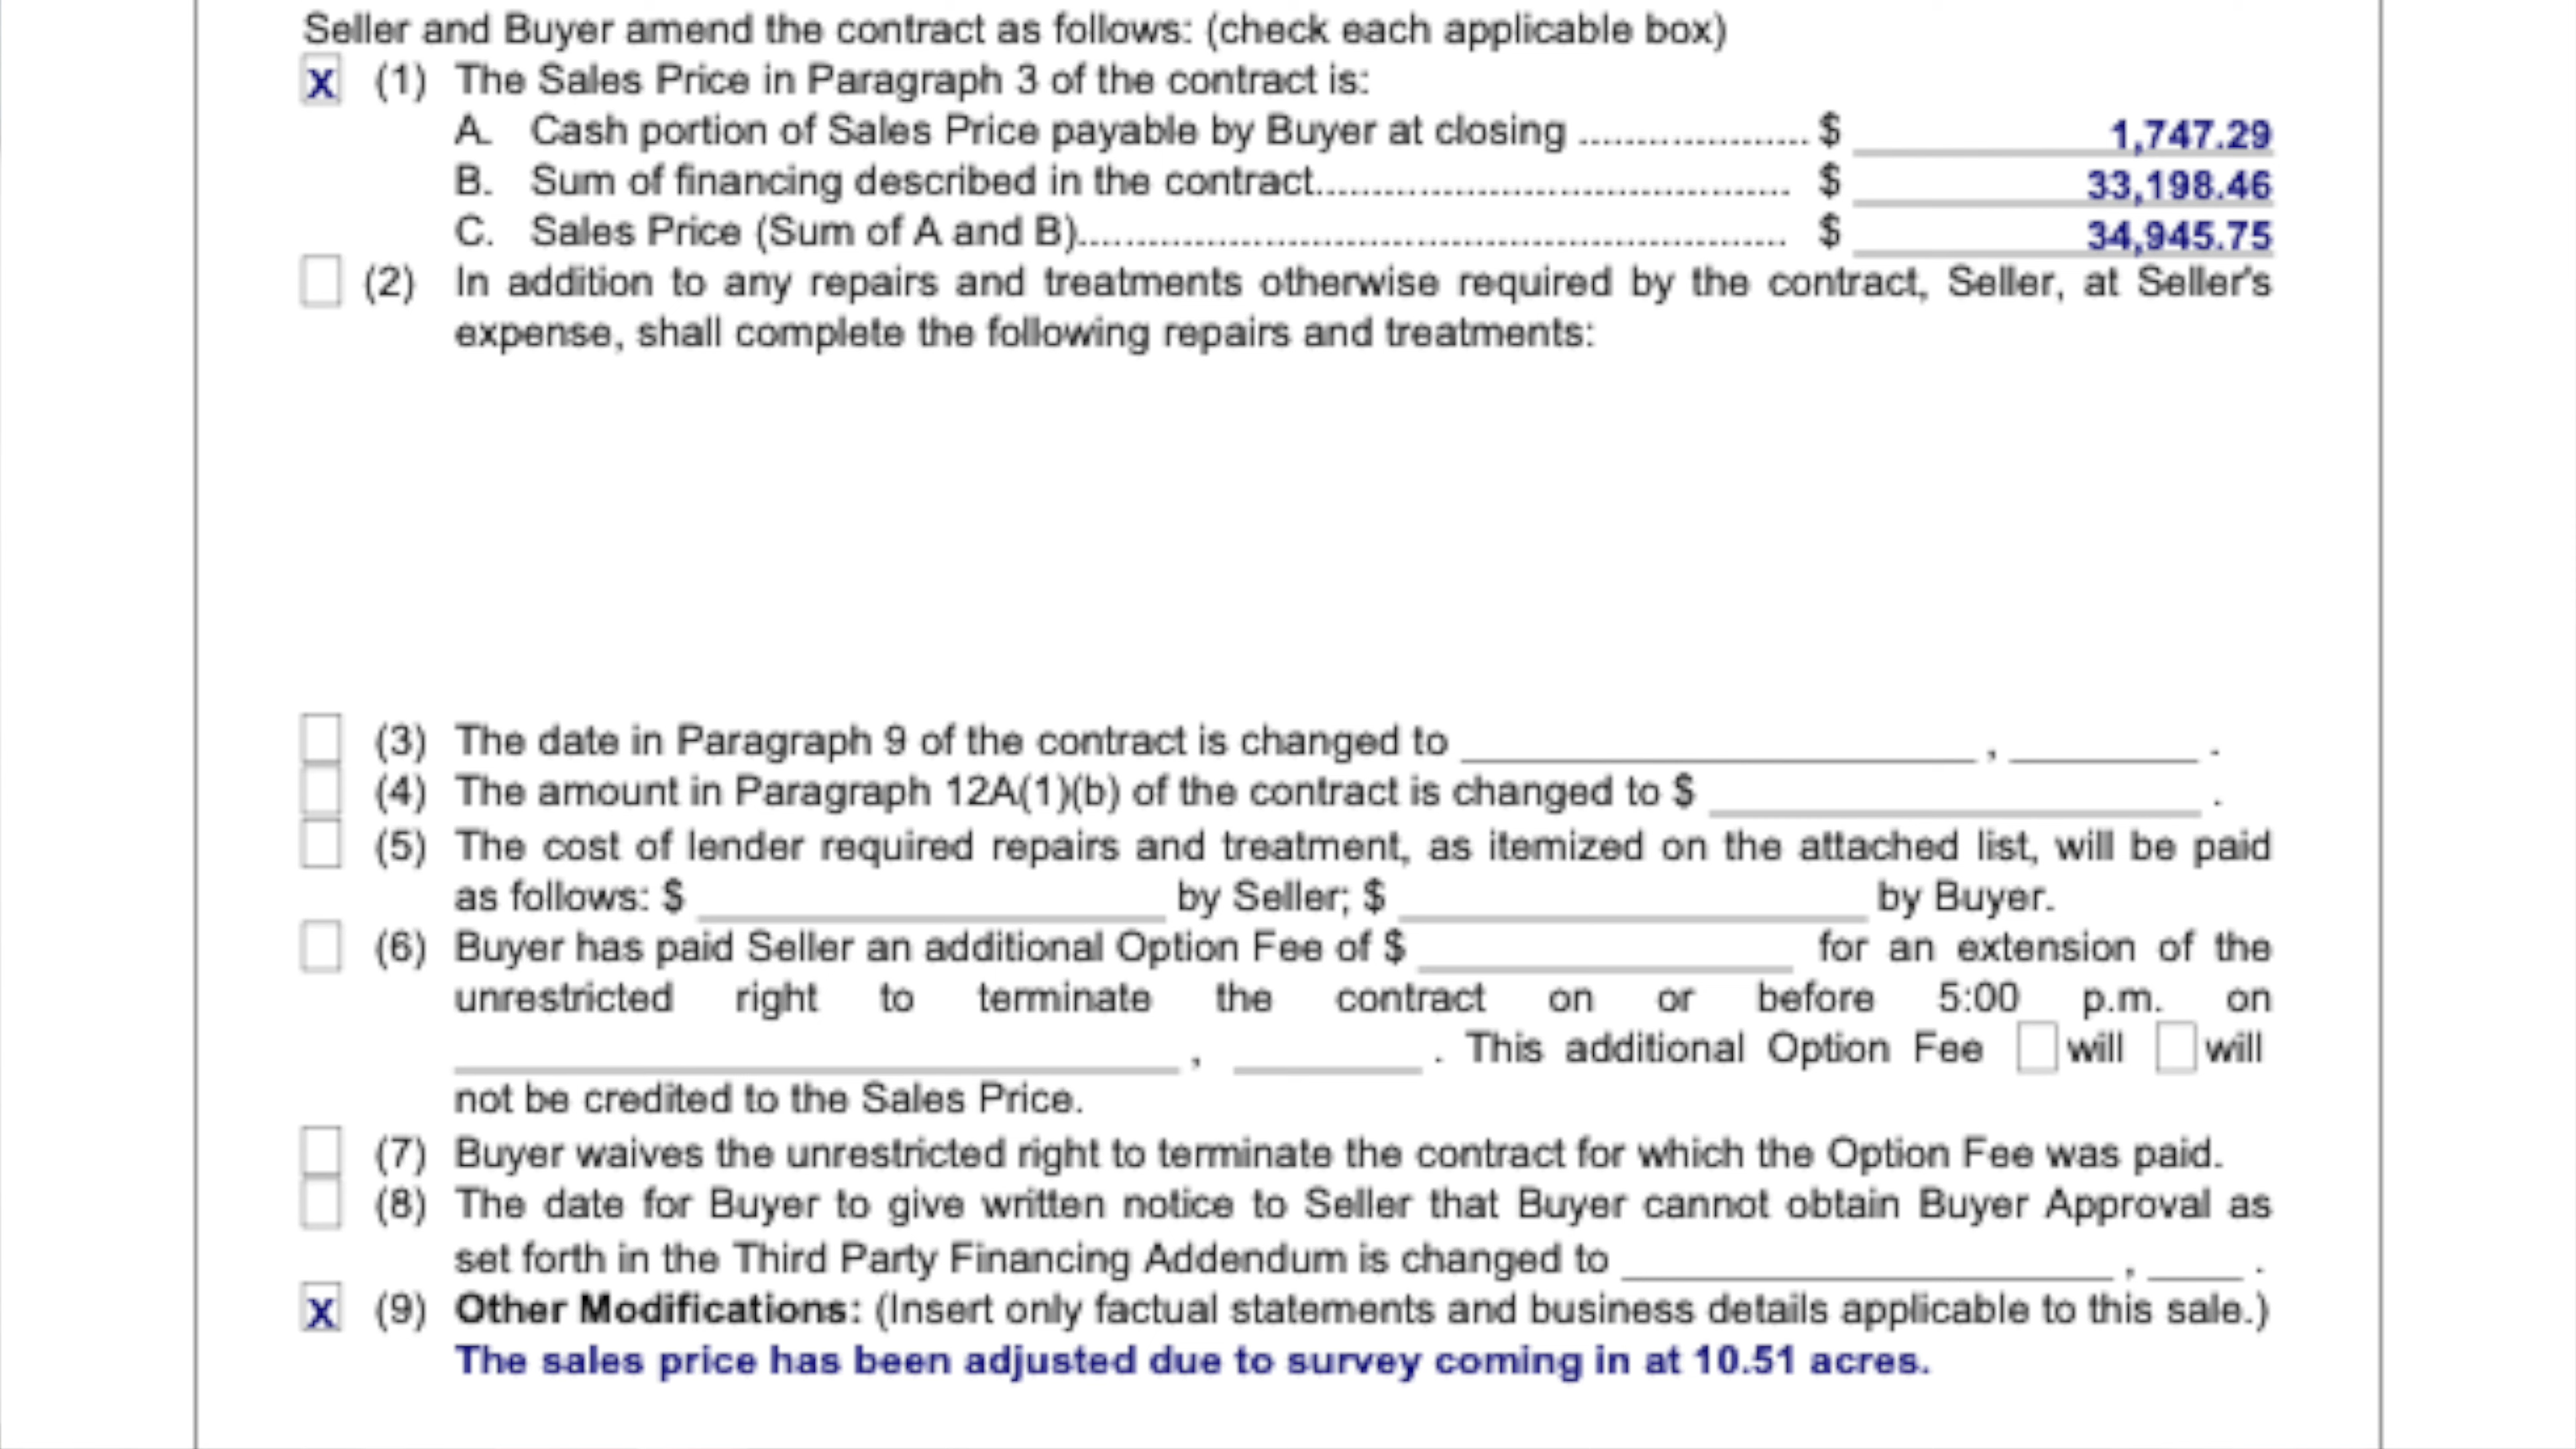 Seller and Buyer amend the contract as follows: (check each applicable box)
X (1) The Sales Price in Paragraph 3 of the contract is:
A. Cash portion of Sales Price payable by Buyer at closing .................... $ 1,747.29
B. Sum of financing described in the contract......................................... $ 33,198.46
C. Sales Price (Sum of A and B)............................................................. $ 34,945.75
(2) In addition to any repairs and treatments otherwise required by the contract, Seller, at Seller's
expense, shall complete the following repairs and treatments:
(3) The date in Paragraph 9 of the contract is changed to ____________________ , ________ .
(4) The amount in Paragraph 12A(1)(b) of the contract is changed to $ ____________________ .
(5) The cost of lender required repairs and treatment, as itemized on the attached list, will be paid
as follows: $ ____________________ by Seller; $ ____________________ by Buyer.
(6) Buyer has paid Seller an additional Option Fee of $ ________________ for an extension of the
unrestricted right to terminate the contract on or before 5:00 p.m. on
______________________________ , ________ . This additional Option Fee will will
not be credited to the Sales Price.
(7) Buyer waives the unrestricted right to terminate the contract for which the Option Fee was paid.
(8) The date for Buyer to give written notice to Seller that Buyer cannot obtain Buyer Approval as
set forth in the Third Party Financing Addendum is changed to ____________________ , ____ .
X (9) Other Modifications: (Insert only factual statements and business details applicable to this sale.)
The sales price has been adjusted due to survey coming in at 10.51 acres.